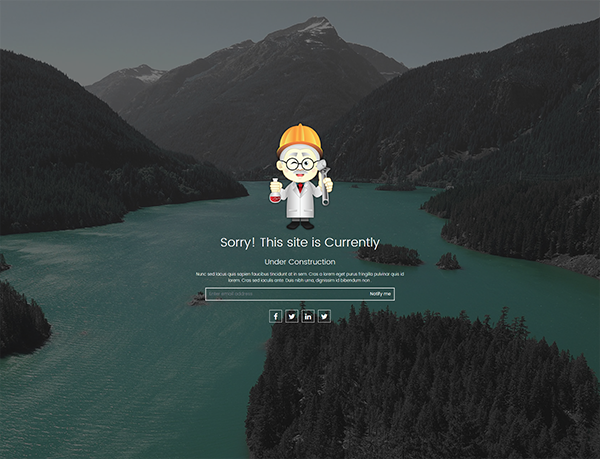 Sorry! This site is Currently
Under Construction
Nunc sed lacus quis sapien faucibus tincidunt at in sem. Cras a lorem eget purus fringilla pulvinar quis id
lorem. Cras sed iaculis ante. Duis nibh urna, dignissim id bibendum non
Enter email address
Notify me